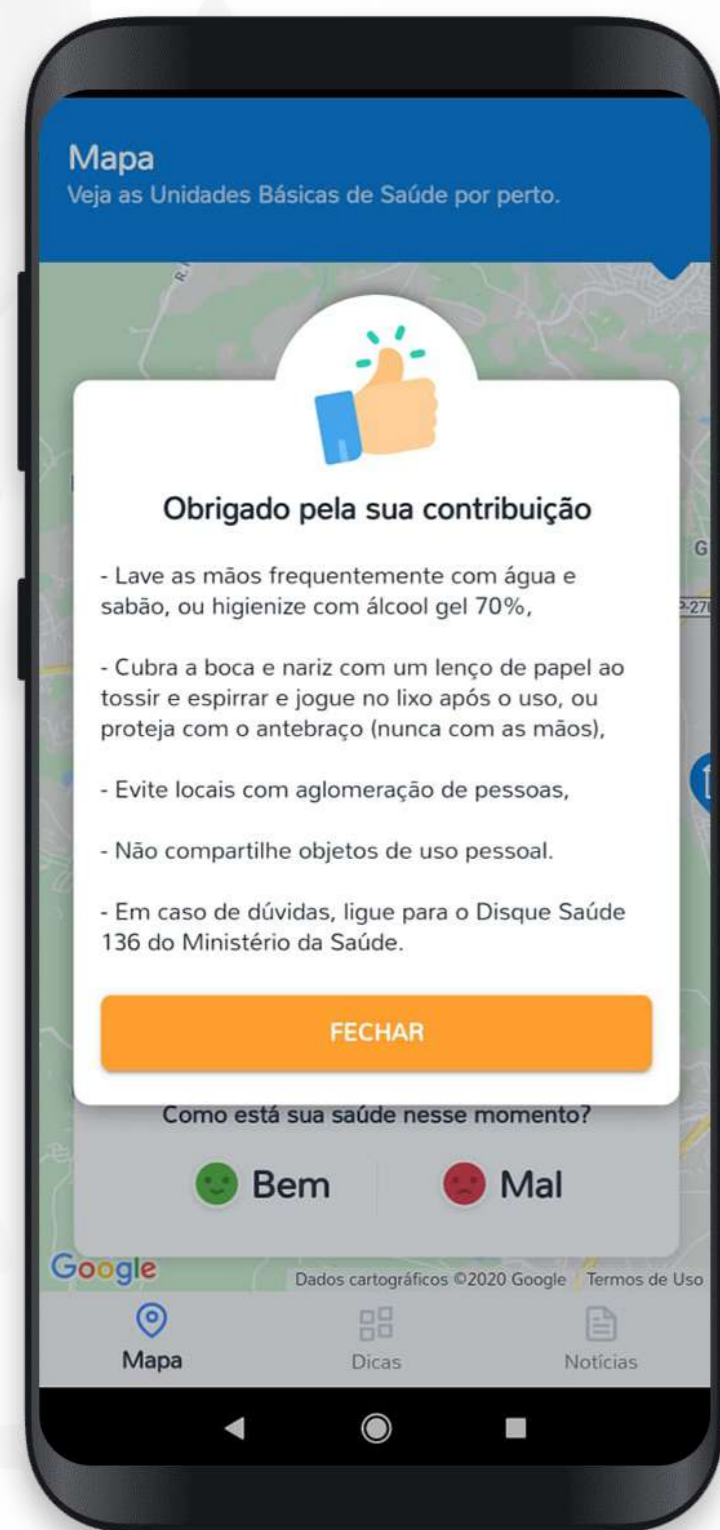 Mapa
Veja as Unidades Básicas de Saúde por perto.
Obrigado pela sua contribuição
- Lave as mãos frequentemente com água e
sabão, ou higienize com álcool gel 70%,
- Cubra a boca e nariz com um lenço de papel ao
tossir e espirrar e jogue no lixo após o uso, ou
proteja com o antebraço (nunca com as mãos),
- Evite locais com aglomeração de pessoas,
- Não compartilhe objetos de uso pessoal.
- Em caso de dúvidas, ligue para o Disque Saúde
136 do Ministério da Saúde.
FECHAR
Como está sua saúde nesse momento?
Bem Mal
Google Dados cartográficos ©2020 Google Termos de Uso
Mapa Dicas Notícias